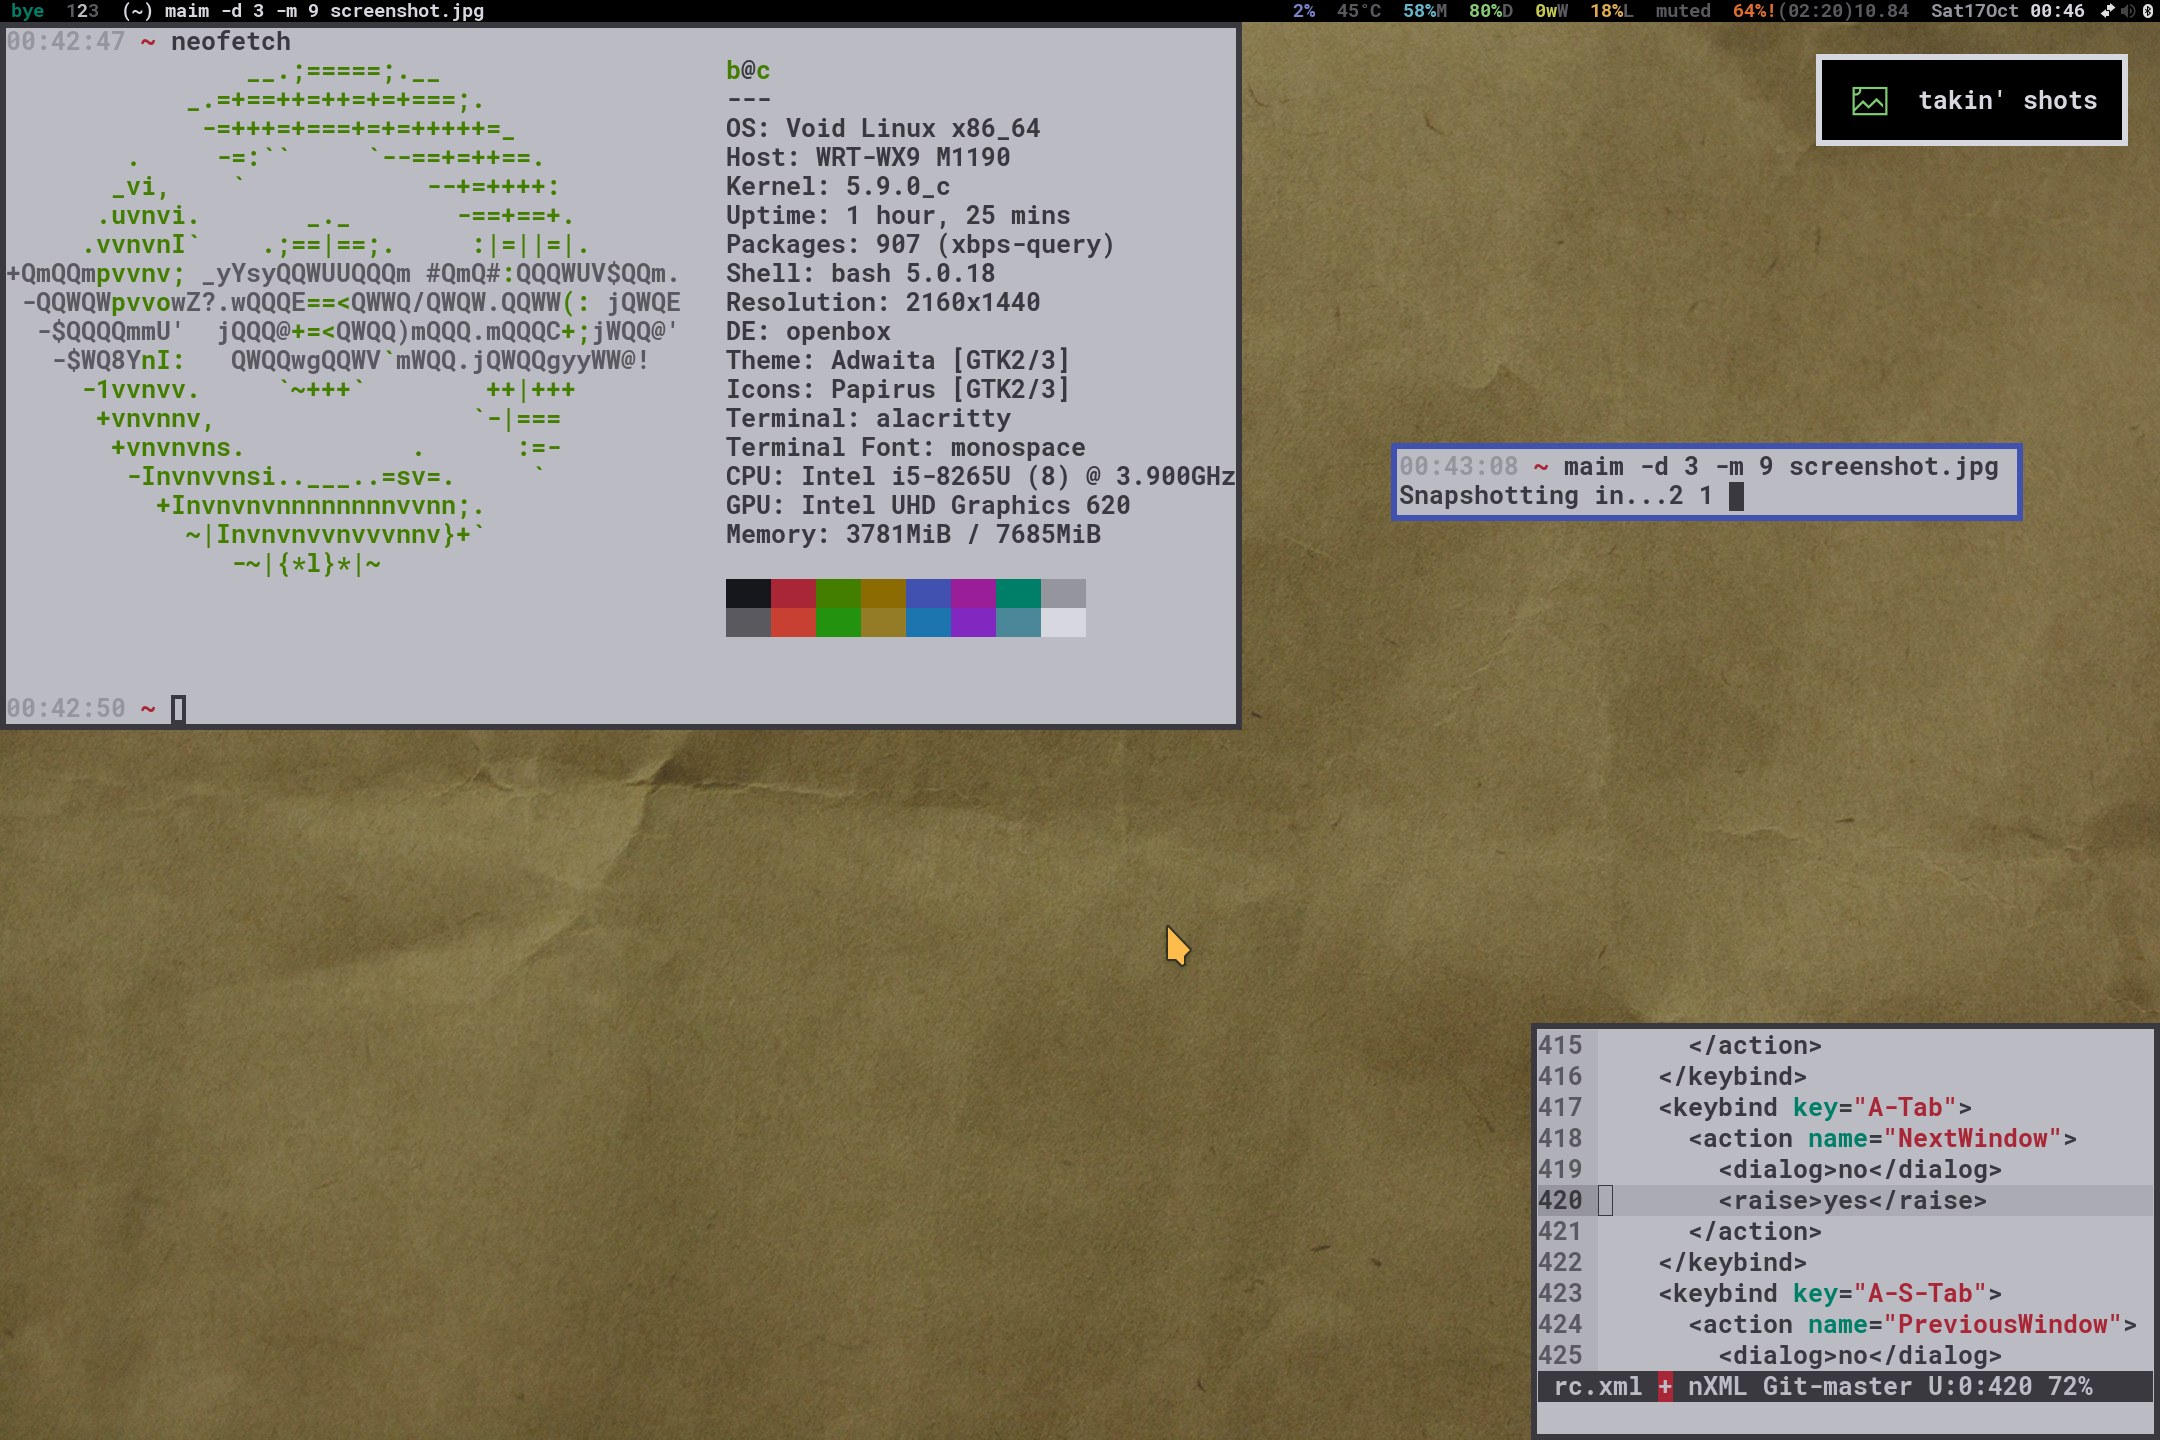 bye 123 (~) maim -d 3 -m 9 screenshot.jpg 2% 45°C 58%M 80%D 0wW 18%L muted 64%!(02:20)10.84 Sat17Oct 00:46
00:42:47 ~ neofetch
__.;=====;.__
_.=+==++=++=+=+===;.
-=+++=+===+=+=+++++=_
. -=:`` `--==+=++==.
_vi, ` --+=++++:
.uvnvi. _._ -==+==+.
.vvnvnI` .;==|==;. :|=||=|.
+QmQQmpvvnv; _yYsyQQWUUQQQm #QmQ#:QQQWUV$QQm.
-QQWQWpvvowZ?.wQQQE==<QWWQ/QWQW.QQWW(: jQWQE
-$QQQQmmU' jQQQ@+=<QWQQ)mQQQ.mQQQC+;jWQQ@'
-$WQ8YnI: QWQQwgQQWV`mWQQ.jQWQQgyyWW@!
-1vvnvv. `~+++` ++|+++
+vnvnnv, `-|===
+vnvnvns. . :=-
-Invnvvnsi..___..=sv=. `
+Invnvnvnnnnnnnnvvnn;.
~|Invnvnvvnvvvnnv}+`
-~|{*l}*|~
b@c
---
OS: Void Linux x86_64
Host: WRT-WX9 M1190
Kernel: 5.9.0_c
Uptime: 1 hour, 25 mins
Packages: 907 (xbps-query)
Shell: bash 5.0.18
Resolution: 2160x1440
DE: openbox
Theme: Adwaita [GTK2/3]
Icons: Papirus [GTK2/3]
Terminal: alacritty
Terminal Font: monospace
CPU: Intel i5-8265U (8) @ 3.900GHz
GPU: Intel UHD Graphics 620
Memory: 3781MiB / 7685MiB
00:42:50 ~
takin' shots
00:43:08 ~ maim -d 3 -m 9 screenshot.jpg
Snapshotting in...2 1
415 </action>
416 </keybind>
417 <keybind key="A-Tab">
418 <action name="NextWindow">
419 <dialog>no</dialog>
420 <raise>yes</raise>
421 </action>
422 </keybind>
423 <keybind key="A-S-Tab">
424 <action name="PreviousWindow">
425 <dialog>no</dialog>
rc.xml + nXML Git-master U:0:420 72%